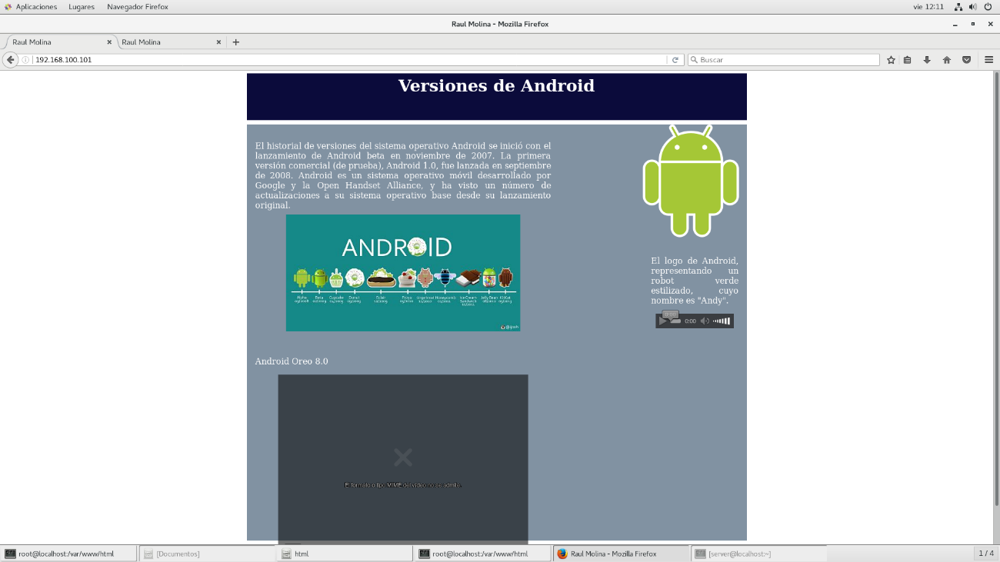 Aplicaciones Lugares Navegador Firefox vie 12:11
Raul Molina - Mozilla Firefox
Raul Molina Raul Molina
192.168.100.101 Buscar
Versiones de Android
El historial de versiones del sistema operativo Android se inició con el
lanzamiento de Android beta en noviembre de 2007. La primera
versión comercial (de prueba), Android 1.0, fue lanzada en septiembre
de 2008. Android es un sistema operativo móvil desarrollado por
Google y la Open Handset Alliance, y ha visto un número de
actualizaciones a su sistema operativo base desde su lanzamiento
original.
ANDROID
Alpha Beta Cupcake Donut Eclair Froyo Gingerbread Honeycomb Ice Cream Sandwich Jelly Bean KitKat
El logo de Android,
representando un
robot verde
estilizado, cuyo
nombre es "Andy".
0:00
0:00
Android Oreo 8.0
El formato o tipo MIME del vídeo no se admite.
root@localhost:/var/www/html [Documentos] html root@localhost:/var/www/html Raul Molina - Mozilla Firefox [server@localhost:~] 1 / 4